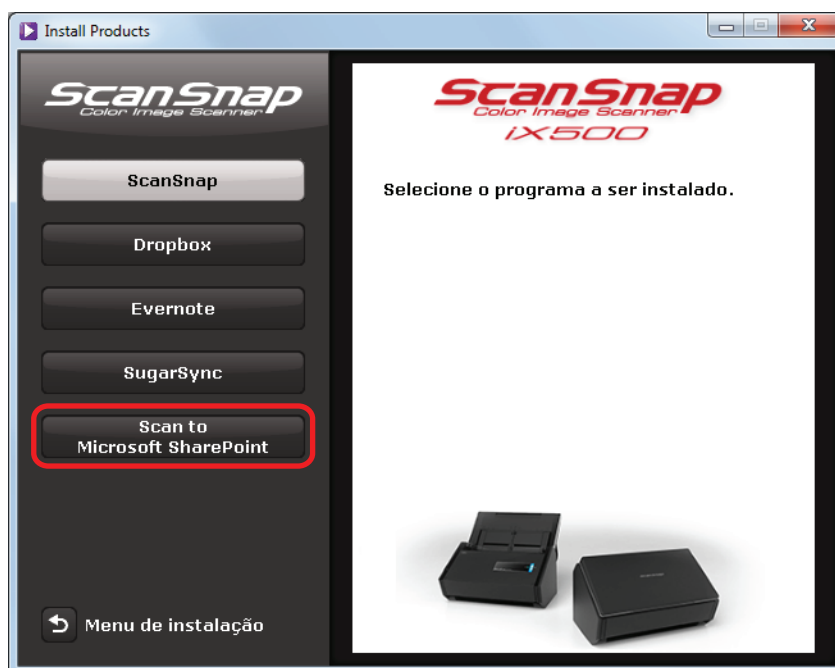 Install Products
ScanSnap
Color Image Scanner
ScanSnap
Dropbox
Evernote
SugarSync
Scan to
Microsoft SharePoint
Menu de instalação
ScanSnap
Color Image Scanner
iX500
Selecione o programa a ser instalado.